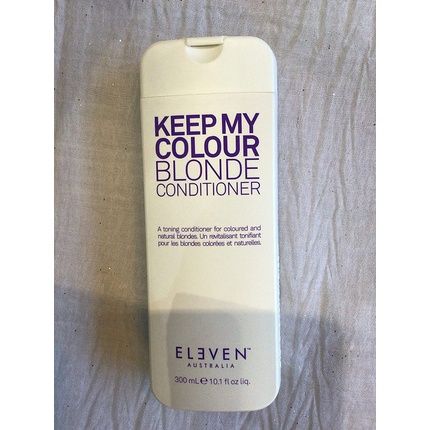 KEEP MY
COLOUR
BLONDE
CONDITIONER
A toning conditioner for coloured and
natural blondes. Un revitalisant tonifiant
pour les blondes colorées et naturelles.
ELEVEN™
AUSTRALIA
300 mL ℮ 10.1 fl oz liq.